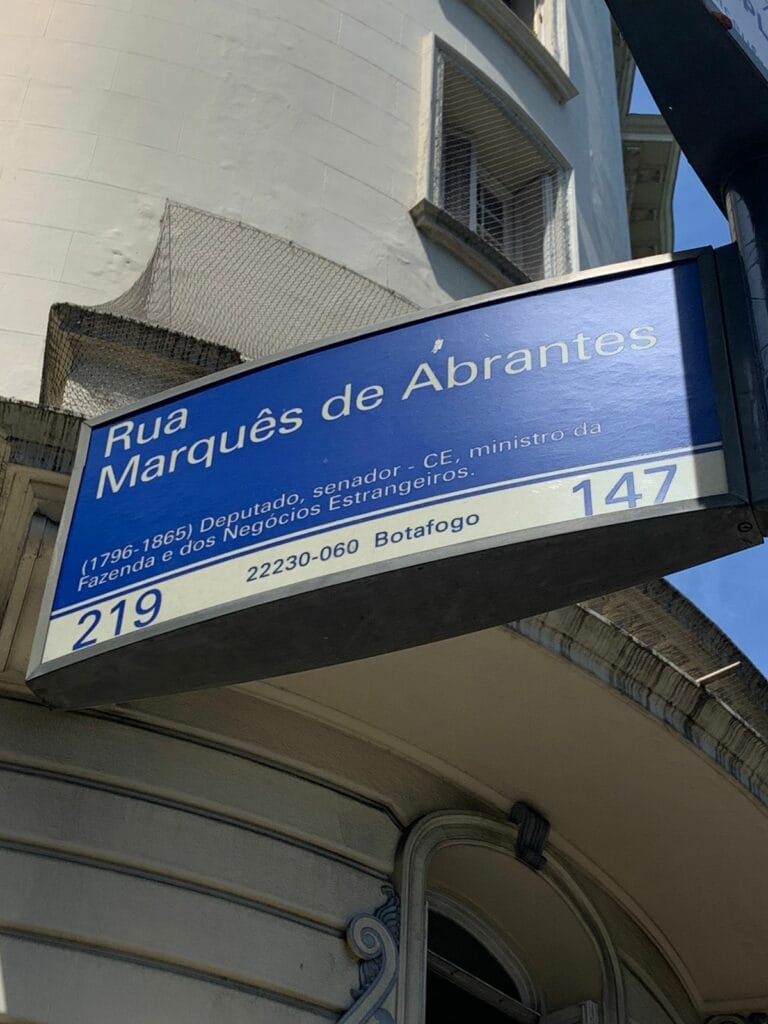 Rua
Marquês de Abrantes
(1796-1865) Deputado, senador - CE, ministro da
Fazenda e dos Negócios Estrangeiros.
22230-060 Botafogo
219
147